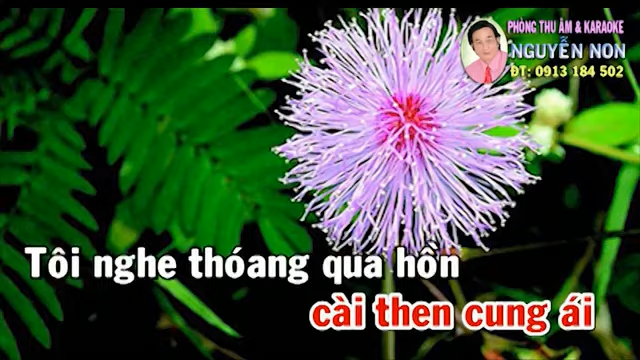 PHÒNG THU ÂM & KARAOKE
NGUYỄN NON
ĐT: 0913 184 502
Tôi nghe thóang qua hồn
cài then cung ái